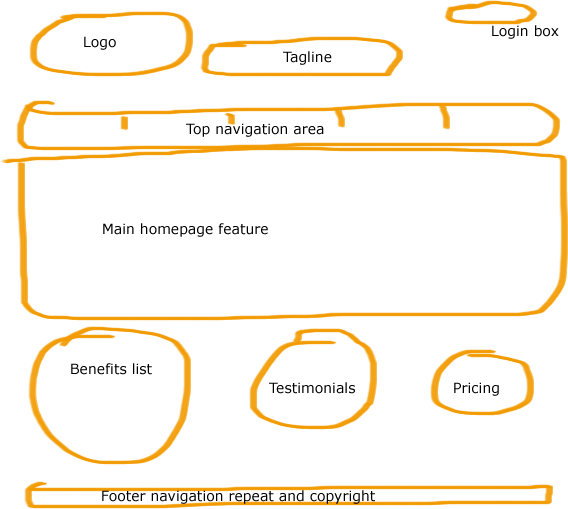 Logo
Tagline
Login box
Top navigation area
Main homepage feature
Benefits list
Testimonials
Pricing
Footer navigation repeat and copyright